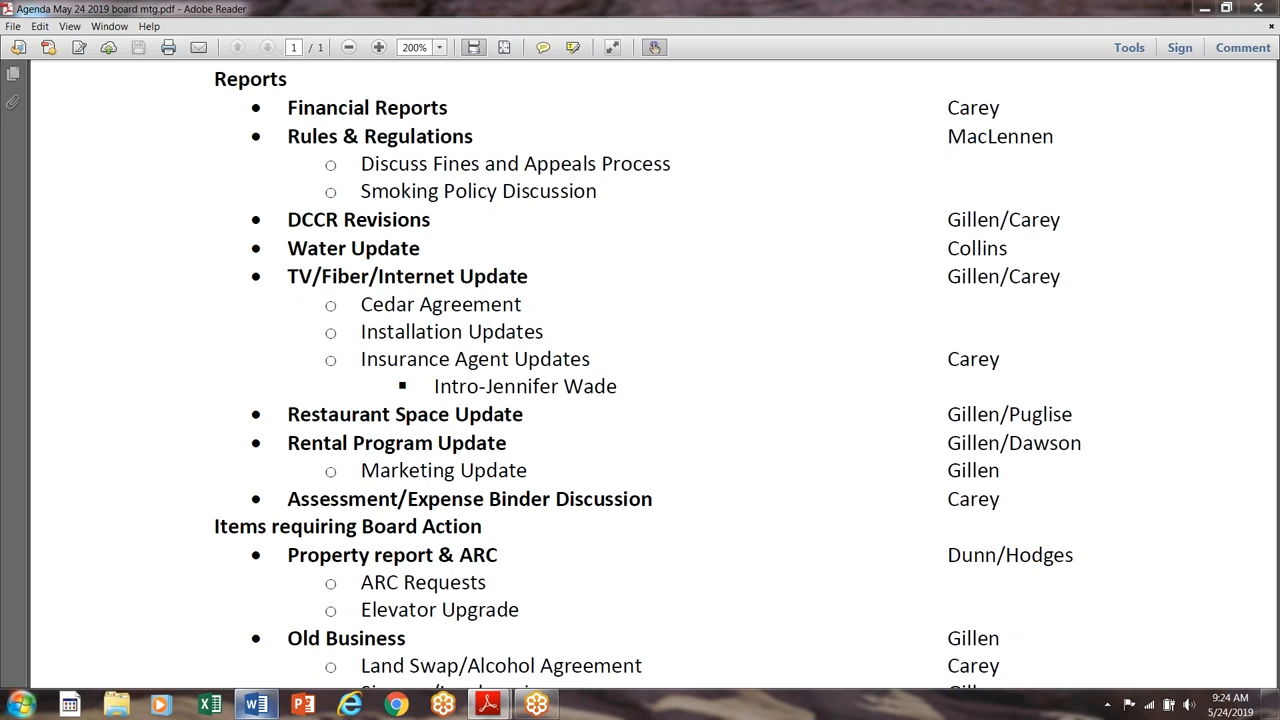 Agenda May 24 2019 board mtg.pdf - Adobe Reader
File Edit View Window Help
1 / 1 200% Tools Sign Comment
Reports
Financial Reports Carey
Rules & Regulations MacLennen
Discuss Fines and Appeals Process
Smoking Policy Discussion
DCCR Revisions Gillen/Carey
Water Update Collins
TV/Fiber/Internet Update Gillen/Carey
Cedar Agreement
Installation Updates
Insurance Agent Updates Carey
Intro-Jennifer Wade
Restaurant Space Update Gillen/Puglise
Rental Program Update Gillen/Dawson
Marketing Update Gillen
Assessment/Expense Binder Discussion Carey
Items requiring Board Action
Property report & ARC Dunn/Hodges
ARC Requests
Elevator Upgrade
Old Business Gillen
Land Swap/Alcohol Agreement Carey
9:24 AM
5/24/2019